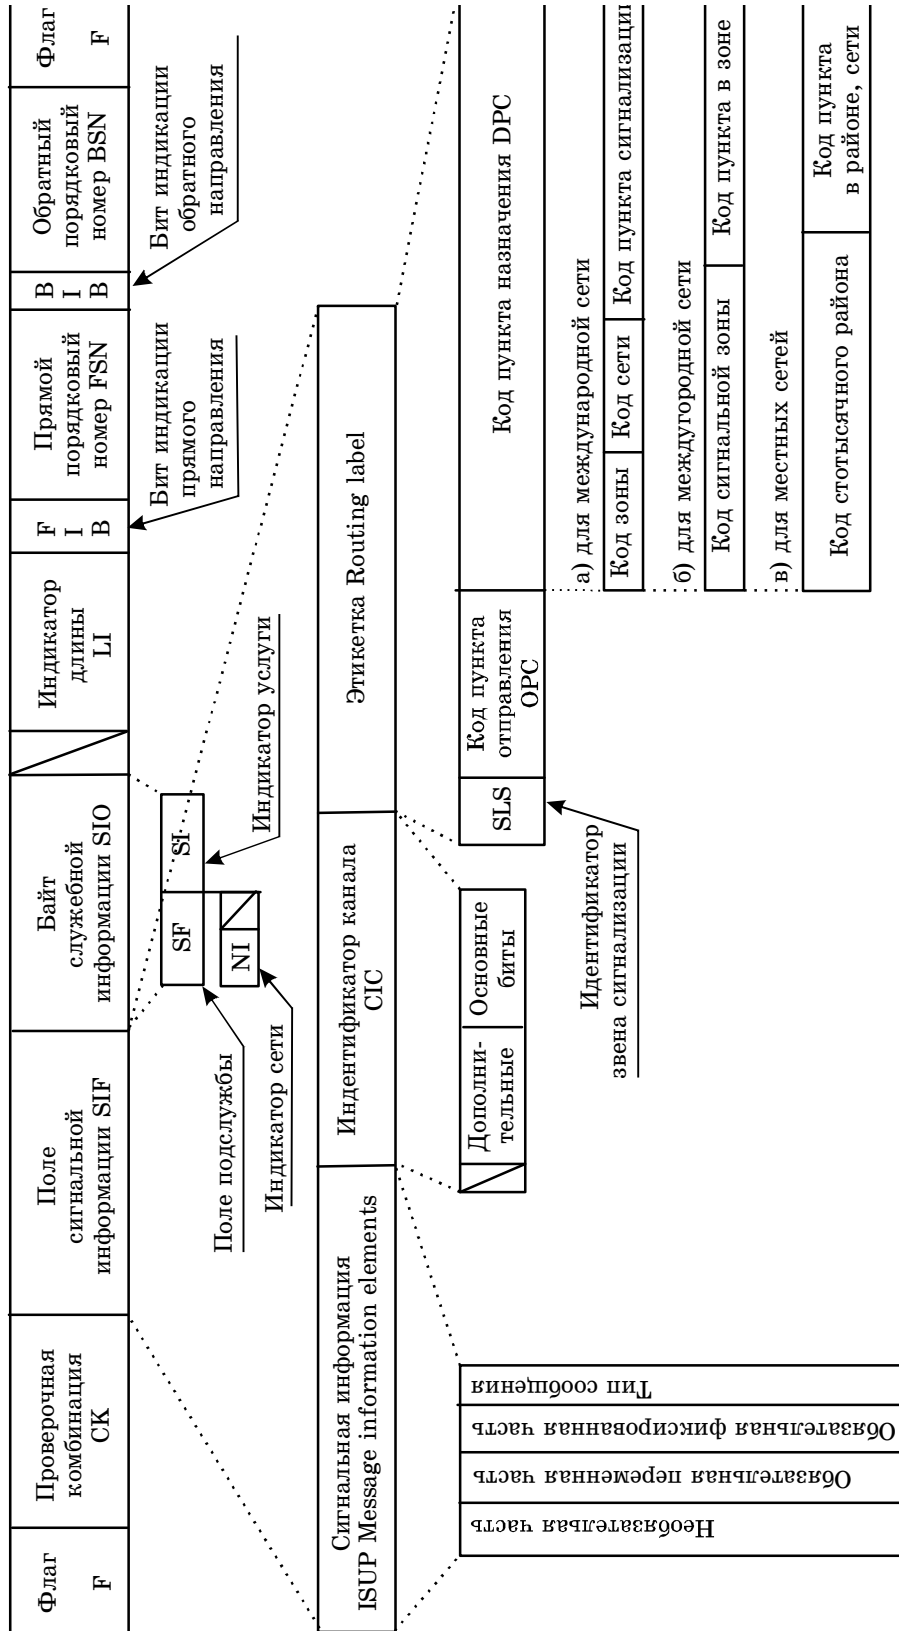 Флаг
F
Проверочная
комбинация
CK
Поле
сигнальной
информации SIF
Байт
служебной
информации SIO
Индикатор
длины
LI
F
I
B
Прямой
порядковый
номер FSN
B
I
B
Обратный
порядковый
номер BSN
Флаг
F
Бит индикации
прямого
направления
Бит индикации
обратного
направления
SF
SI
NI
Поле подслужбы
Индикатор сети
Индикатор услуги
Сигнальная информация
ISUP Message information elements
Индентификатор канала
CIC
Этикетка Routing label
Необязателья часть
Обязательная переменная часть
Обязательная фиксированная часть
Тип сообщения
Дополни-
тельные
Основные
биты
SLS
Код пункта
отправления
OPC
Код пункта назначения DPC
Идентификатор
звена сигнализации
а) для международной сети
Код зоны
Код сети
Код пункта сигнализации
б) для междугородной сети
Код сигнальной зоны
Код пункта в зоне
в) для местных сетей
Код стотысячного района
Код пункта
в районе, сети